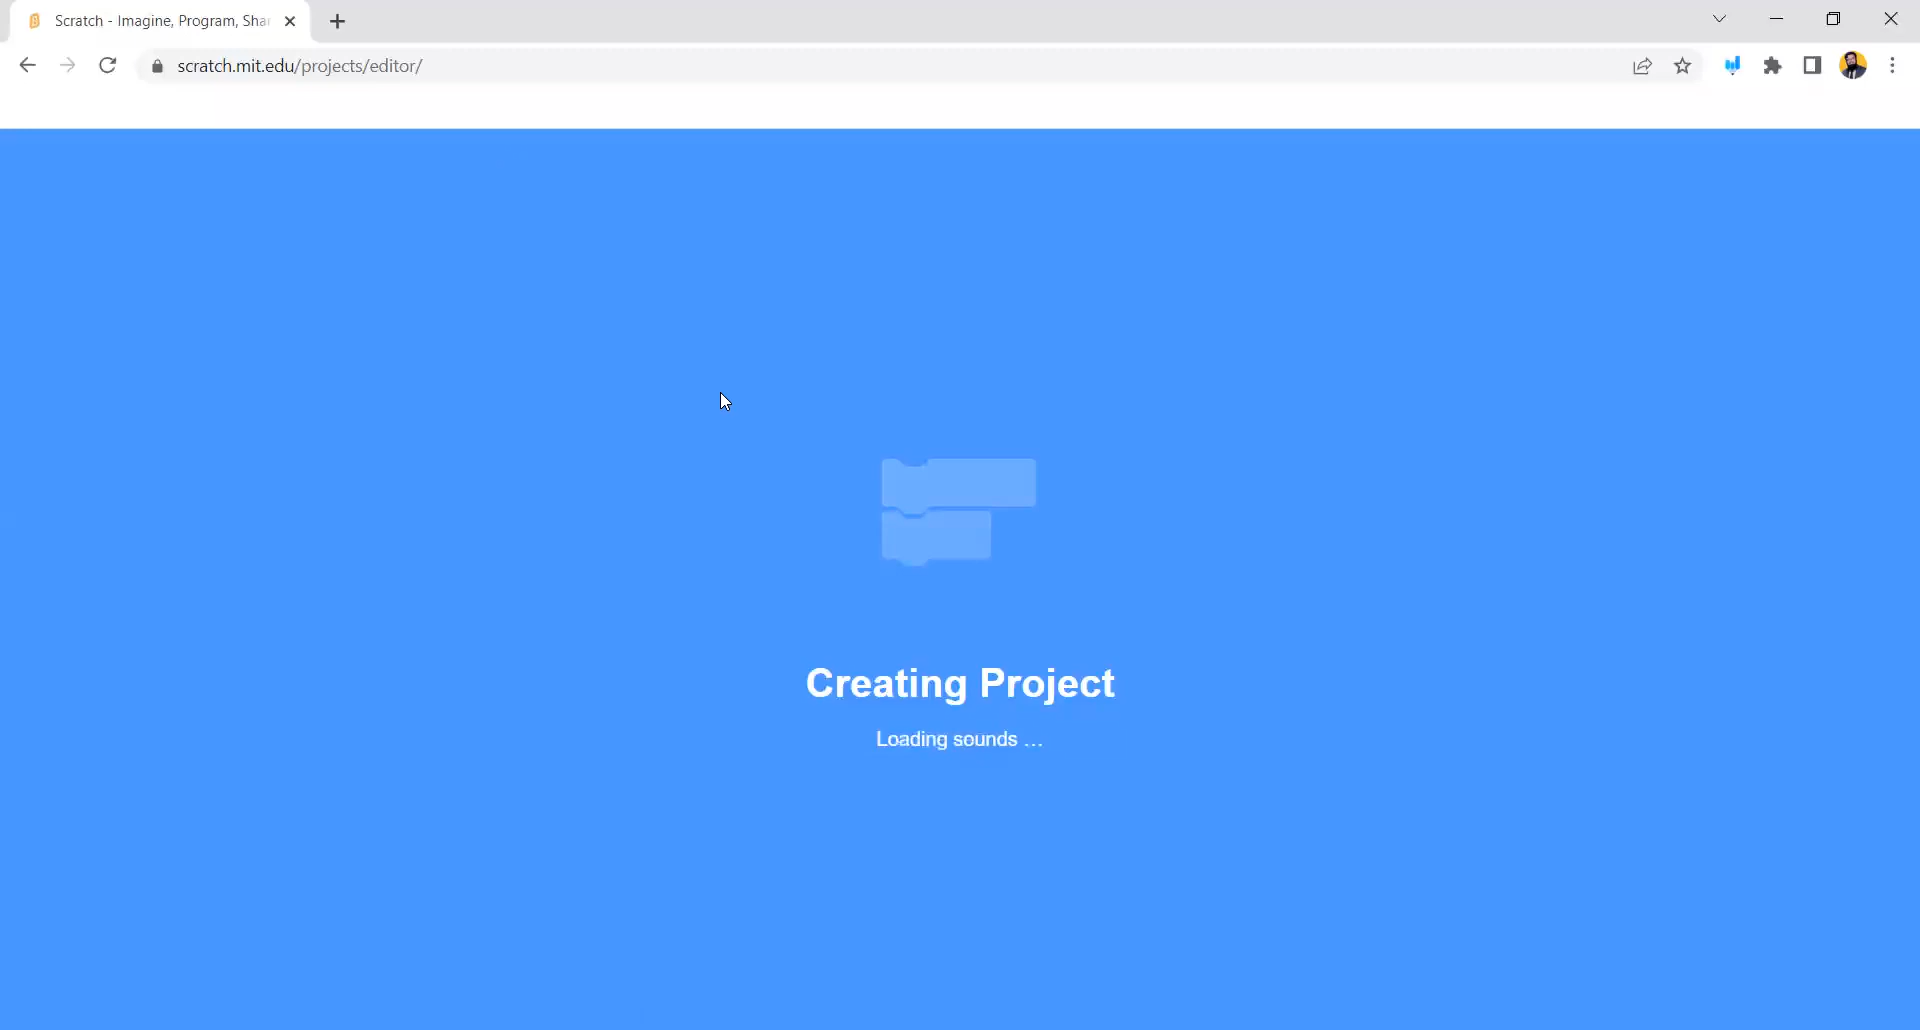 Scratch - Imagine, Program, Sha
scratch.mit.edu/projects/editor/
Creating Project
Loading sounds …